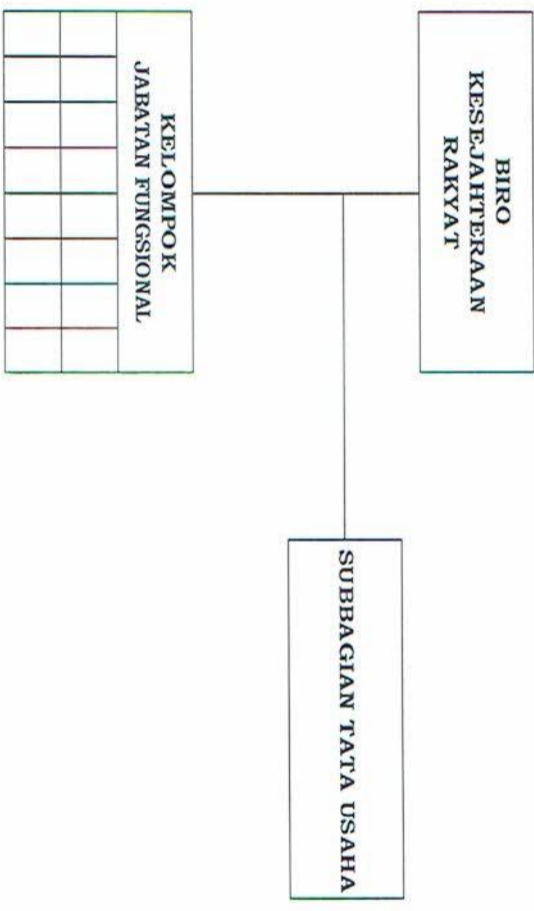 BIRO
KESEJAHTERAAN
RAKYAT
SUBBAGIAN TATA USAHA
KELOMPOK
JABATAN FUNGSIONAL